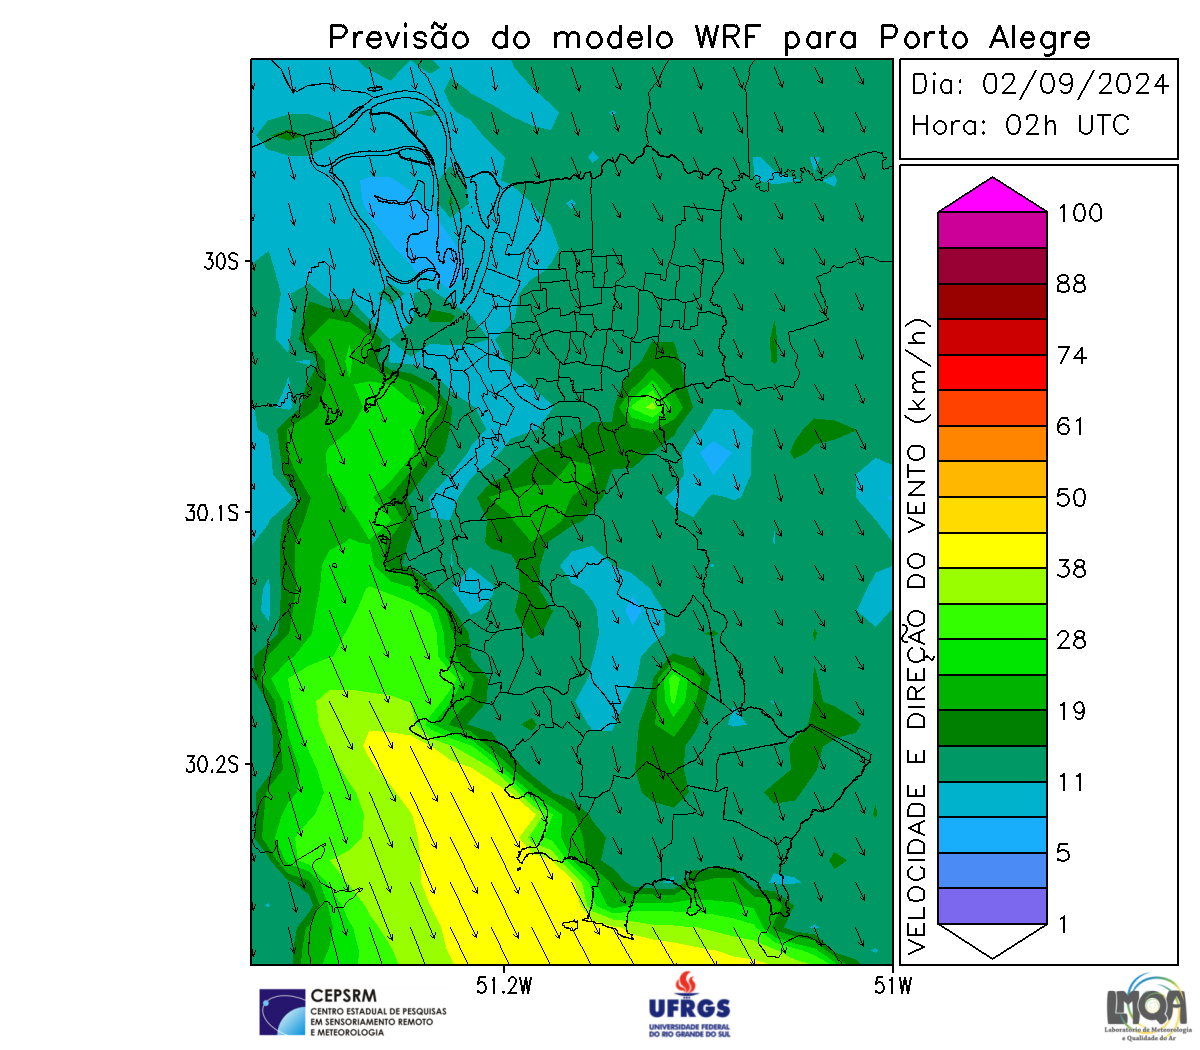 Previsão do modelo WRF para Porto Alegre
Dia: 02/09/2024
Hora: 02h UTC
100
88
74
61
50
38
28
19
11
5
1
VELOCIDADE E DIREÇÃO DO VENTO (km/h)
30S
30.1S
30.2S
51.2W
51W
CEPSRM
CENTRO ESTADUAL DE PESQUISAS
EM SENSORIAMENTO REMOTO
E METEOROLOGIA
UFRGS
UNIVERSIDADE FEDERAL
DO RIO GRANDE DO SUL
LMQA
Laboratório de Meteorologia
e Qualidade do Ar